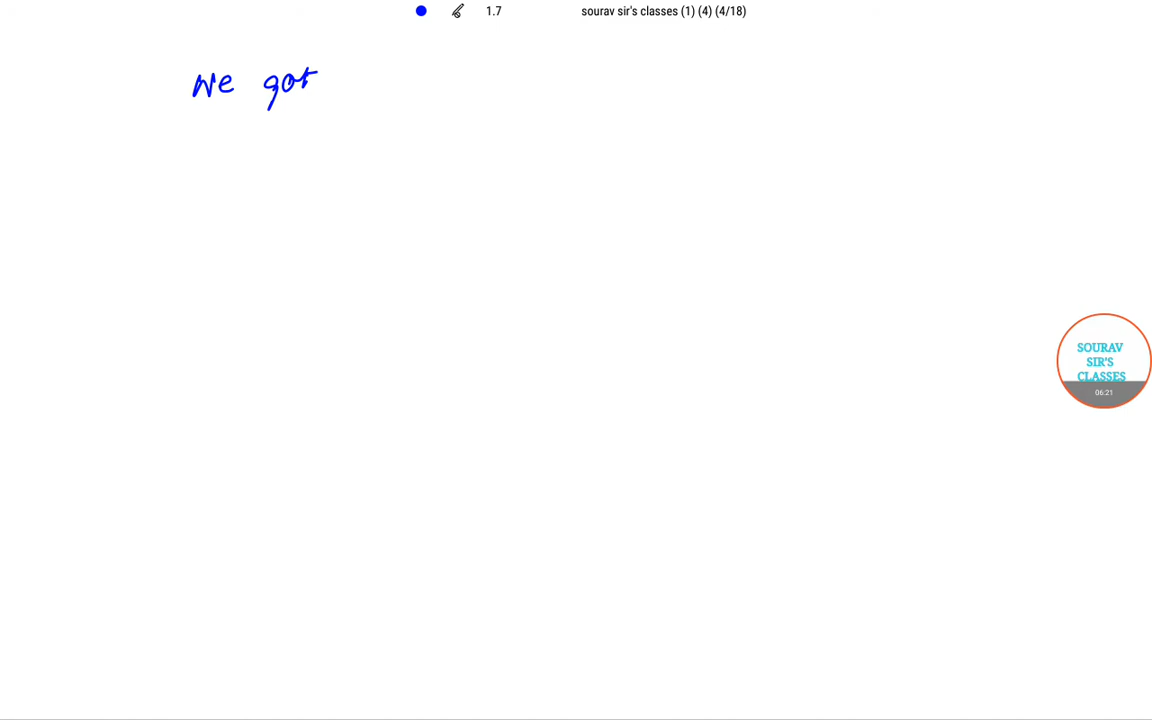 1.7 sourav sir's classes (1) (4) (4/18)
We got
SOURAV
SIR'S
CLASSES
06:21